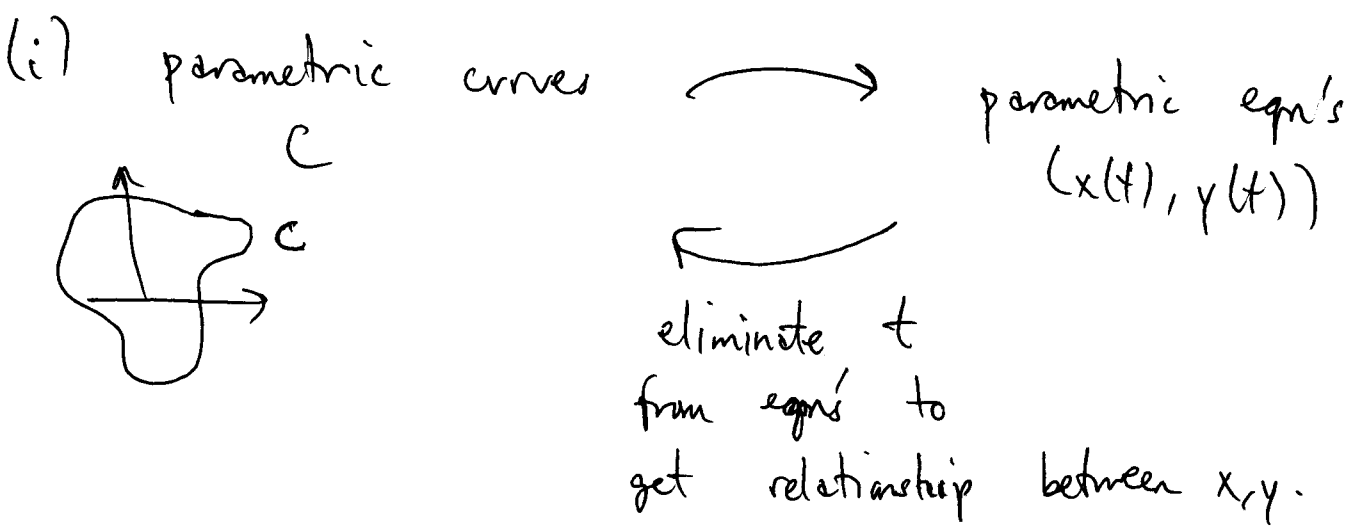 (i) parametric curves
parametric eqn's
C
(x(t), y(t))
C
eliminate t
from eqn's to
get relationship between x, y.